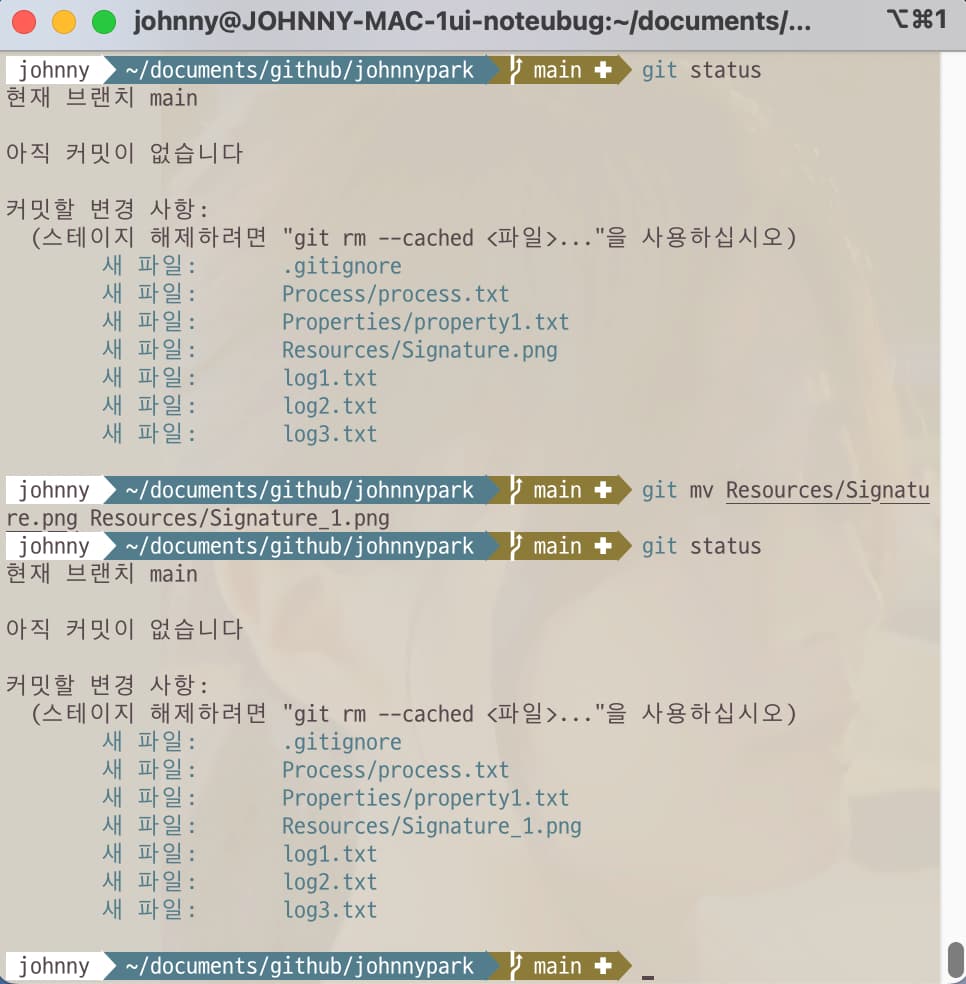 johnny@JOHNNY-MAC-1ui-noteubug:~/documents/... ⌥⌘1
johnny ~/documents/github/johnnypark main ✚ git status
현재 브랜치 main
아직 커밋이 없습니다
커밋할 변경 사항:
(스테이지 해제하려면 "git rm --cached <파일>..."을 사용하십시오)
새 파일: .gitignore
새 파일: Process/process.txt
새 파일: Properties/property1.txt
새 파일: Resources/Signature.png
새 파일: log1.txt
새 파일: log2.txt
새 파일: log3.txt
johnny ~/documents/github/johnnypark main ✚ git mv Resources/Signatu
re.png Resources/Signature_1.png
johnny ~/documents/github/johnnypark main ✚ git status
현재 브랜치 main
아직 커밋이 없습니다
커밋할 변경 사항:
(스테이지 해제하려면 "git rm --cached <파일>..."을 사용하십시오)
새 파일: .gitignore
새 파일: Process/process.txt
새 파일: Properties/property1.txt
새 파일: Resources/Signature_1.png
새 파일: log1.txt
새 파일: log2.txt
새 파일: log3.txt
johnny ~/documents/github/johnnypark main ✚